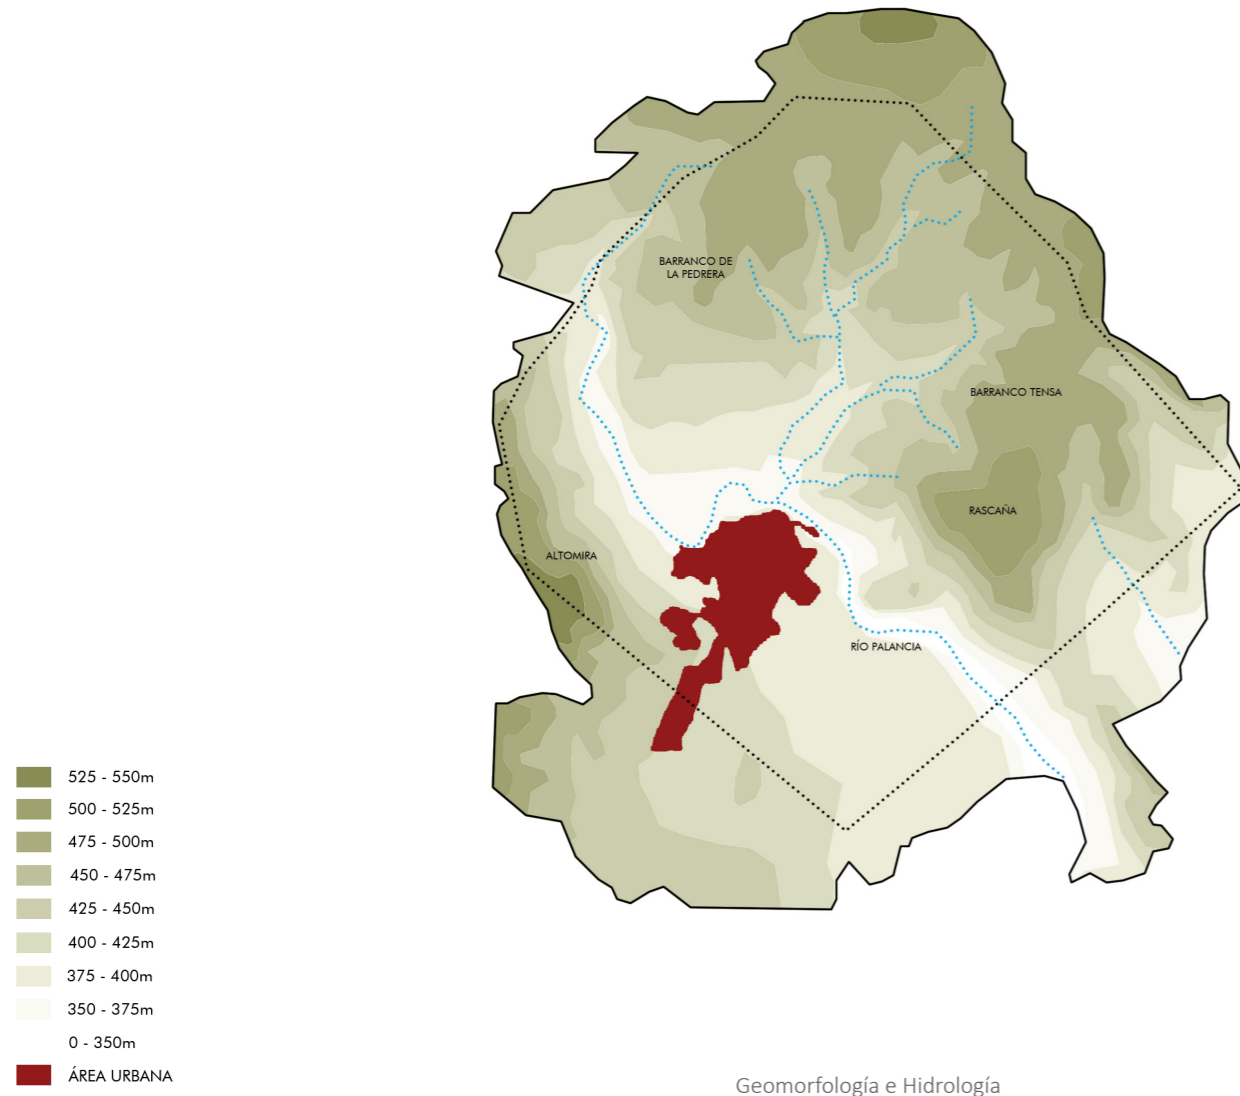 BARRANCO DE
LA PEDRERA
BARRANCO TENSA
RASCAÑA
ALTOMIRA
RÍO PALANCIA
525 - 550m
500 - 525m
475 - 500m
450 - 475m
425 - 450m
400 - 425m
375 - 400m
350 - 375m
0 - 350m
ÁREA URBANA
Geomorfología e Hidrología